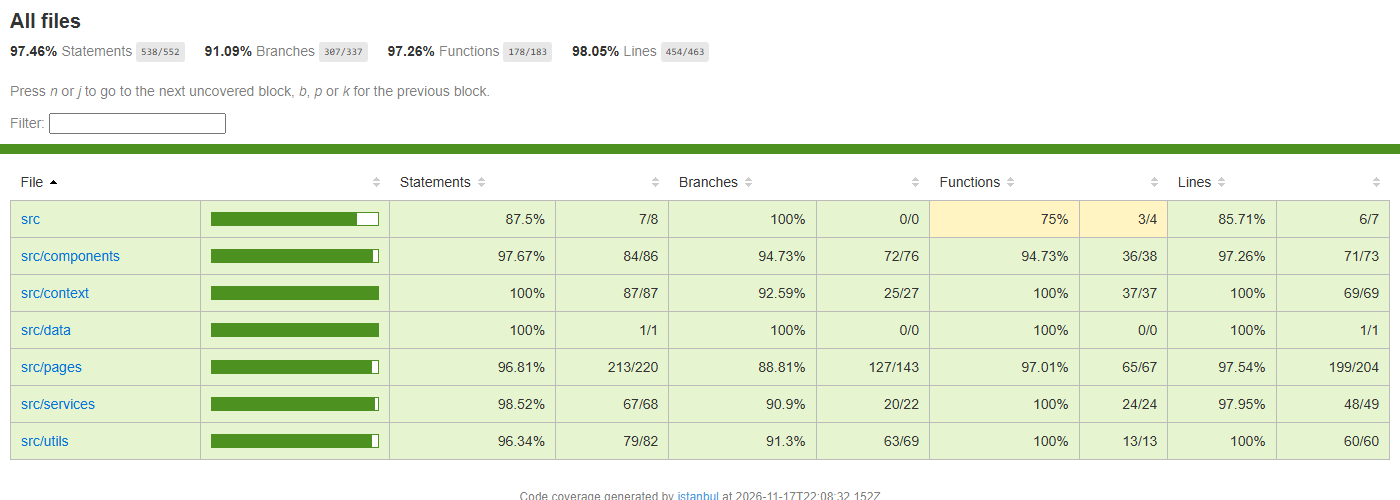 All files
97.46% Statements 538/552 91.09% Branches 307/337 97.26% Functions 178/183 98.05% Lines 454/463
Press n or j to go to the next uncovered block, b, p or k for the previous block.
Filter:
File Statements Branches Functions Lines
src 87.5% 7/8 100% 0/0 75% 3/4 85.71% 6/7
src/components 97.67% 84/86 94.73% 72/76 94.73% 36/38 97.26% 71/73
src/context 100% 87/87 92.59% 25/27 100% 37/37 100% 69/69
src/data 100% 1/1 100% 0/0 100% 0/0 100% 1/1
src/pages 96.81% 213/220 88.81% 127/143 97.01% 65/67 97.54% 199/204
src/services 98.52% 67/68 90.9% 20/22 100% 24/24 97.95% 48/49
src/utils 96.34% 79/82 91.3% 63/69 100% 13/13 100% 60/60
Code coverage generated by istanbul at 2026-11-17T22:08:32.152Z